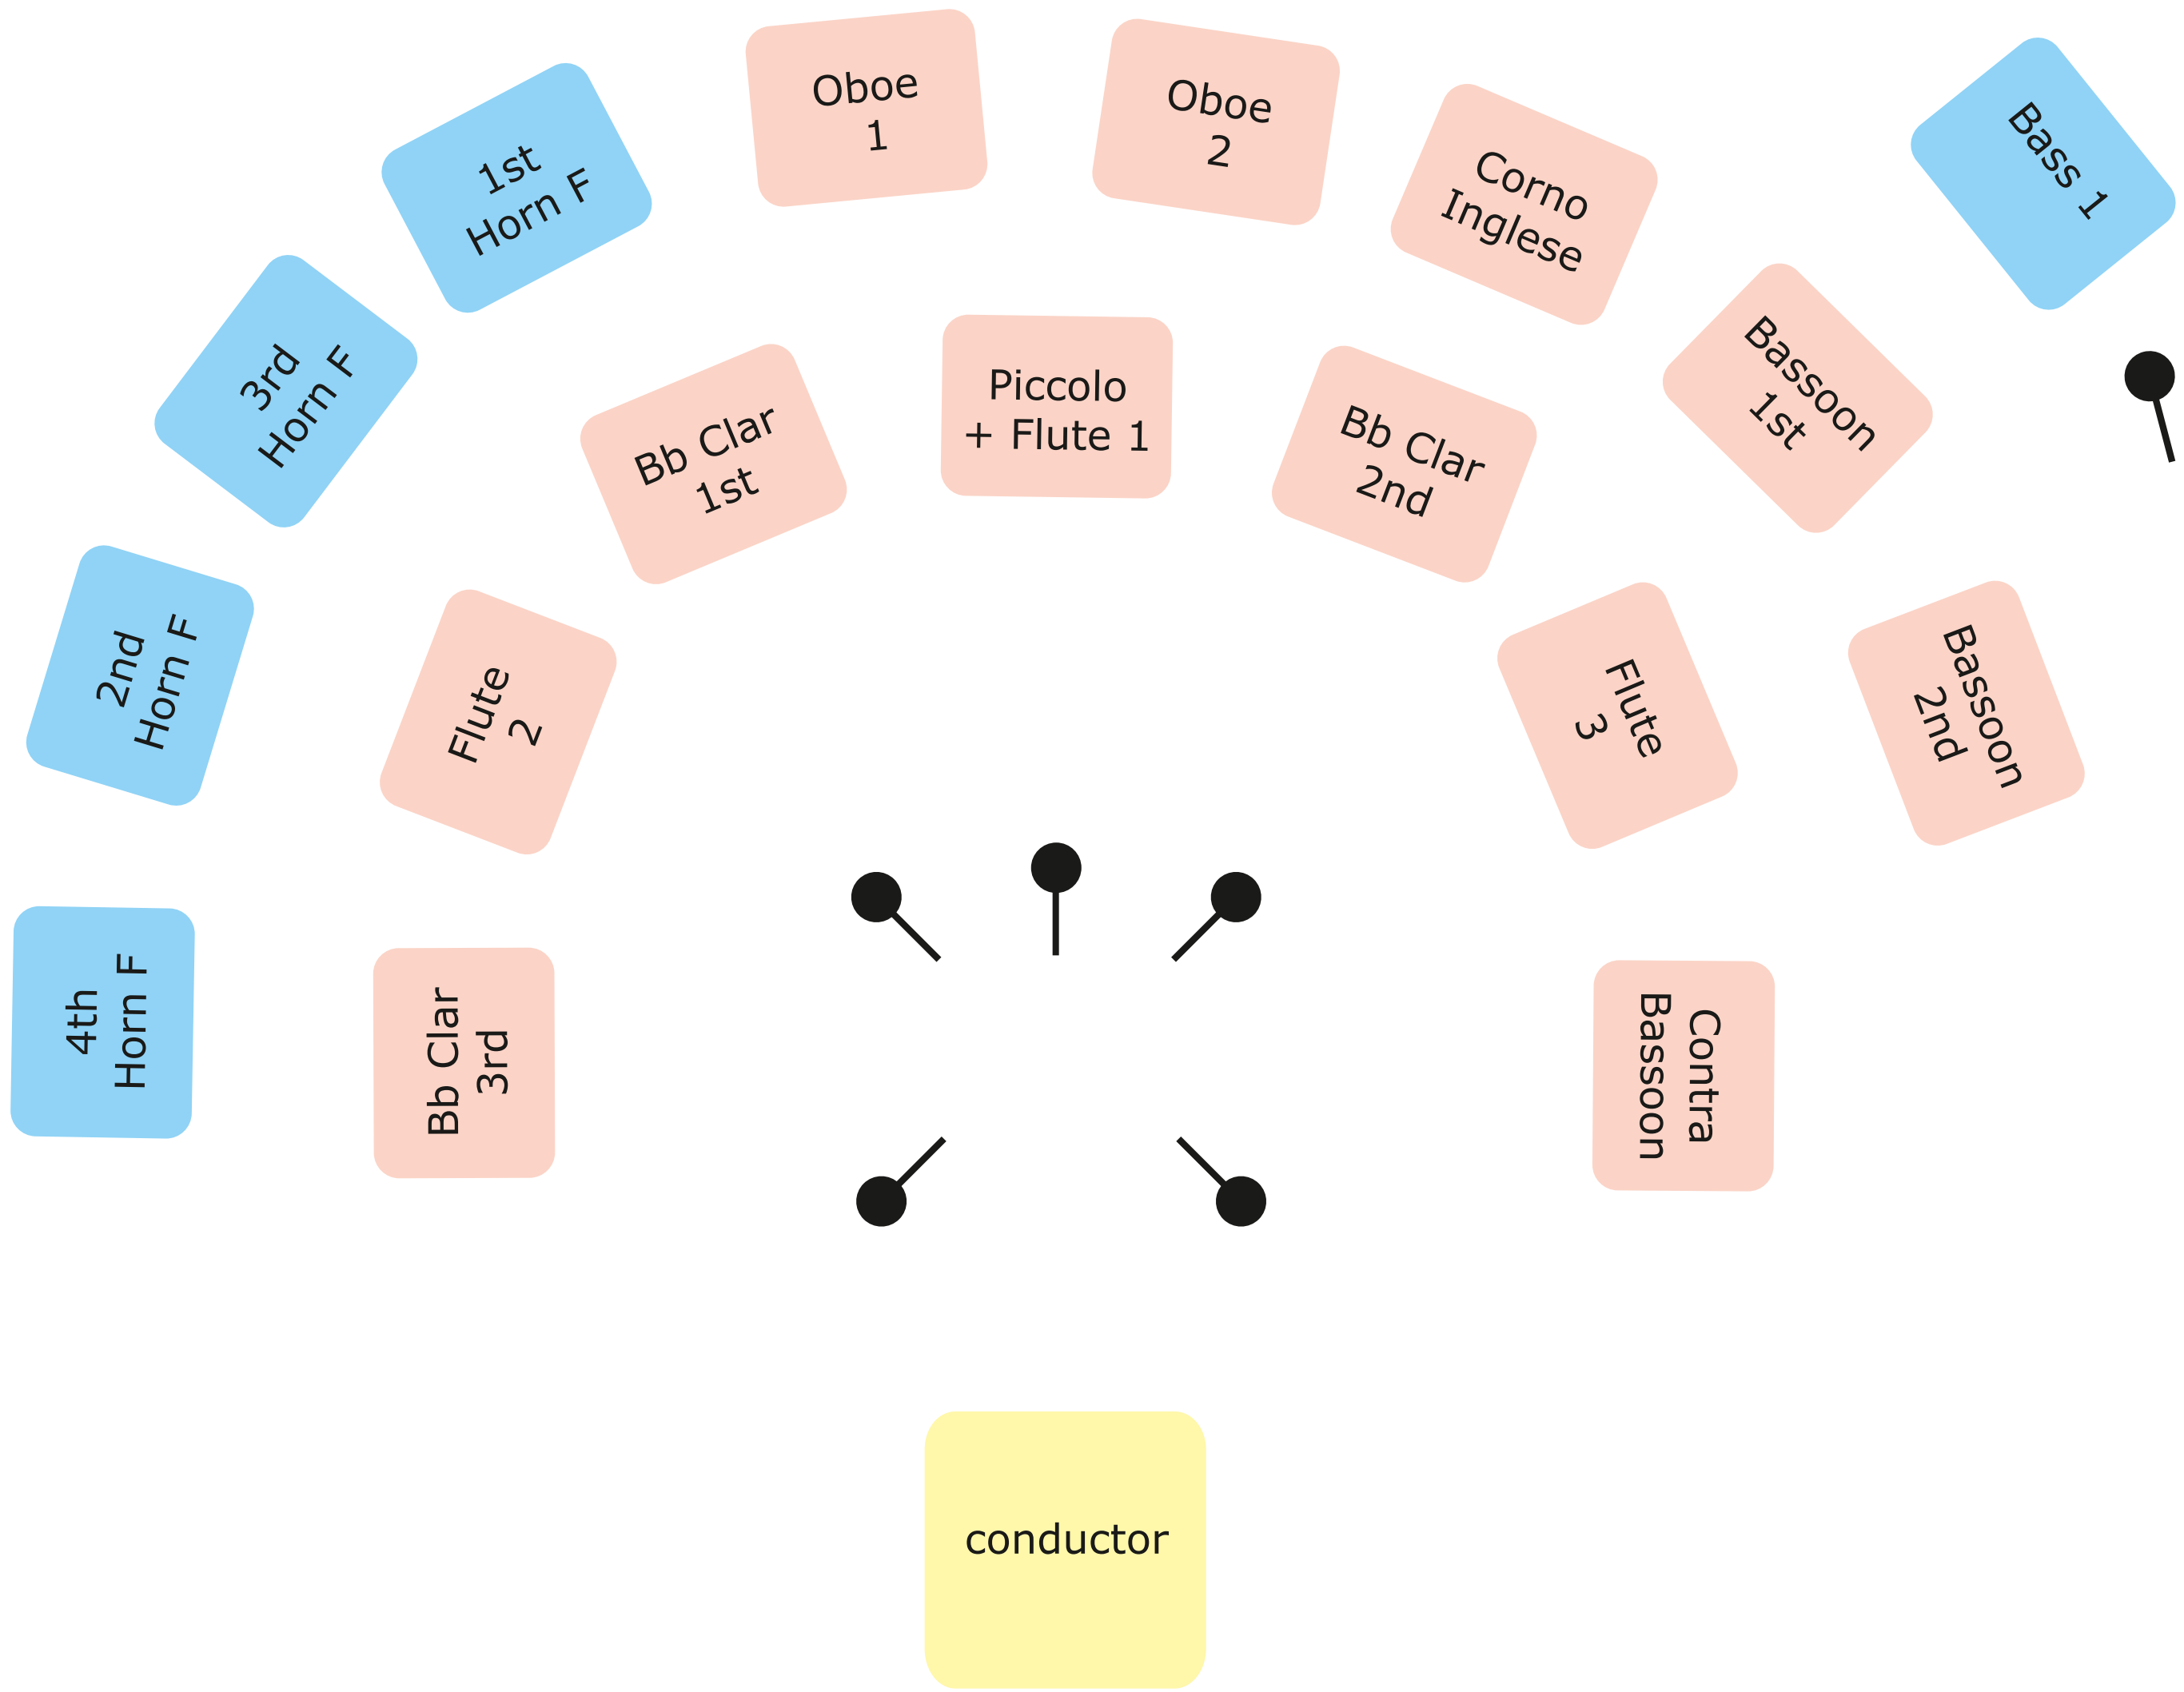 Oboe
1
Oboe
2
Bass 1
1st
Horn F
Corno
Inglese
3rd
Horn F
Bb Clar
1st
Piccolo
+ Flute 1
Bb Clar
2nd
Bassoon
1st
2nd
Horn F
Flute
2
Flute
3
Bassoon
2nd
4th
Horn F
Bb Clar
3rd
Contra
Bassoon
conductor